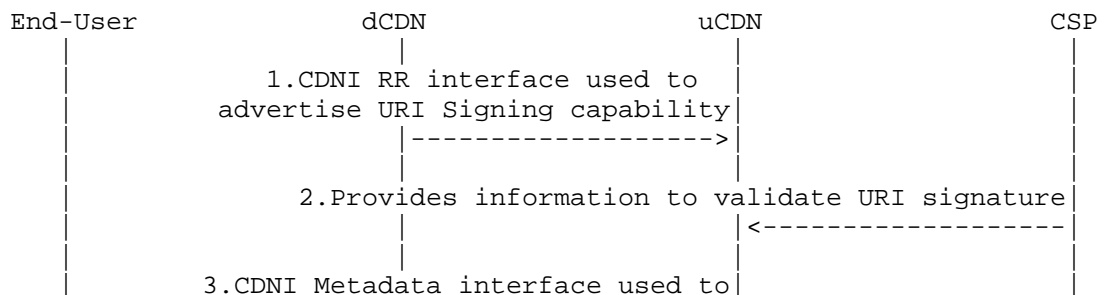 End-User dCDN uCDN CSP
1.CDNI RR interface used to
advertise URI Signing capability
2.Provides information to validate URI signature
3.CDNI Metadata interface used to